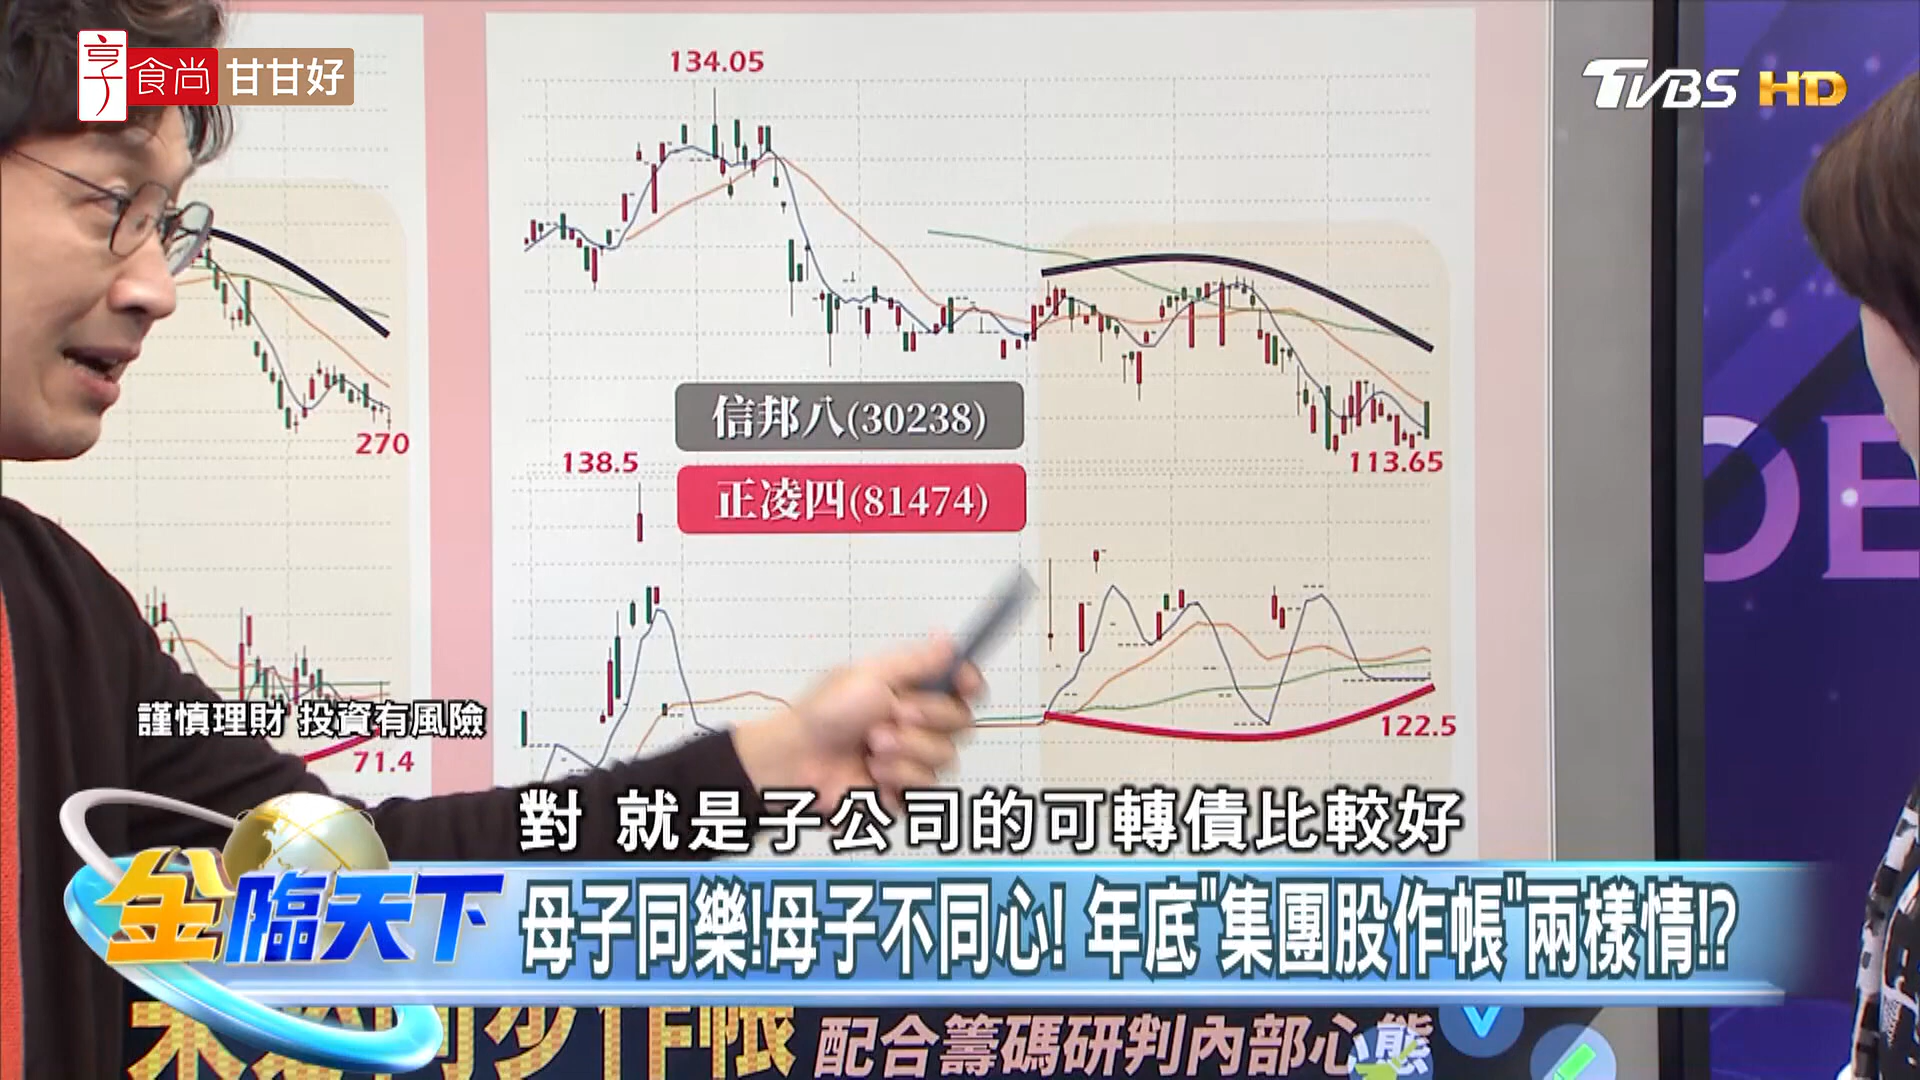 享 食尚 甘甘好
TVBS HD
134.05
270
信邦八(30238)
138.5
113.65
正凌四(81474)
122.5
謹慎理財 投資有風險
71.4
對 就是子公司的可轉債比較好
金臨天下
母子同樂!母子不同心! 年底"集團股作帳"兩樣情!?
配合籌碼研判內部心態